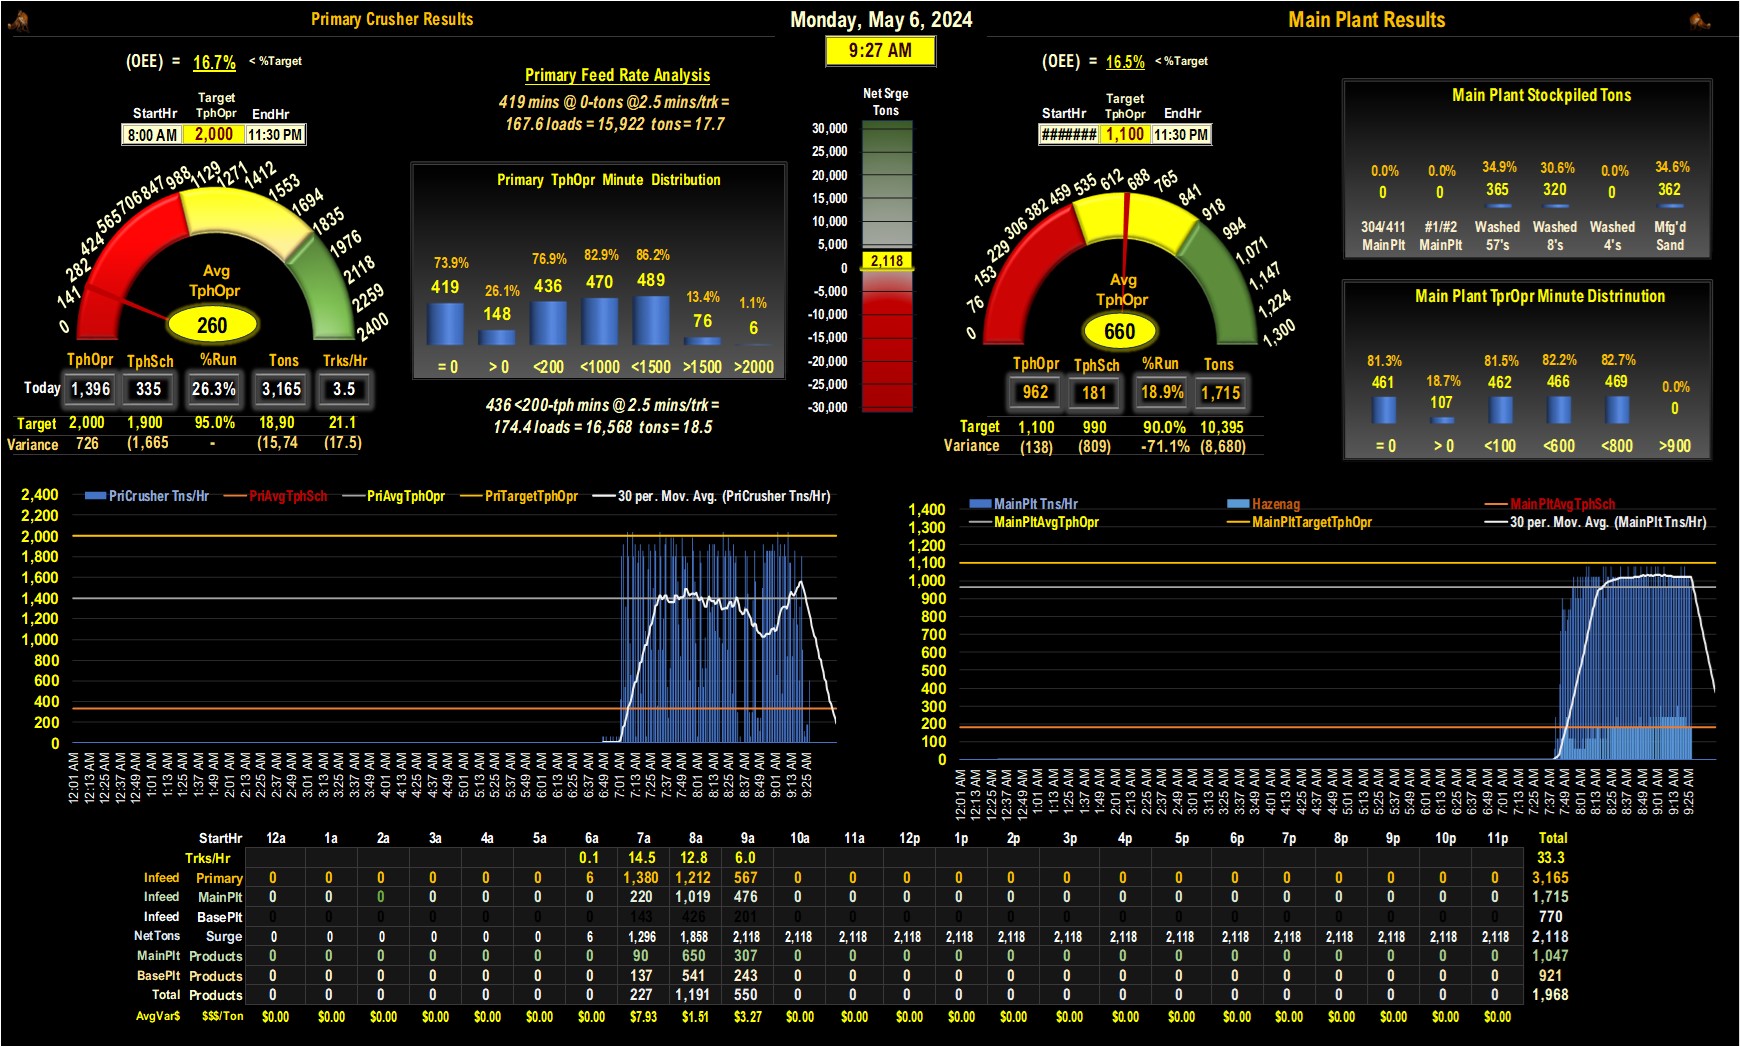 Primary Crusher Results
Monday, May 6, 2024
Main Plant Results
9:27 AM
(OEE) = 16.7% < %Target
StartHr Target TphOpr EndHr
8:00 AM 2,000 11:30 PM
0 141 282 424 565 706 847 988 1129 1271 1412 1553 1694 1835 1976 2118 2259 2400
Avg
TphOpr
260
TphOpr TphSch %Run Tons Trks/Hr
Today 1,396 335 26.3% 3,165 3.5
Target 2,000 1,900 95.0% 18,90 21.1
Variance 726 (1,665 - (15,74 (17.5)
Primary Feed Rate Analysis
419 mins @ 0-tons @2.5 mins/trk =
167.6 loads = 15,922 tons = 17.7
Primary TphOpr Minute Distribution
73.9% 26.1% 76.9% 82.9% 86.2% 13.4% 1.1%
419 148 436 470 489 76 6
= 0 > 0 <200 <1000 <1500 >1500 >2000
436 <200-tph mins @ 2.5 mins/trk =
174.4 loads = 16,568 tons = 18.5
Net Srge
Tons
30,000
25,000
20,000
15,000
10,000
5,000
0
-5,000
-10,000
-15,000
-20,000
-25,000
-30,000
2,118
(OEE) = 16.5% < %Target
StartHr Target TphOpr EndHr
####### 1,100 11:30 PM
0 76 153 229 306 382 459 535 612 688 765 841 918 994 1,071 1,147 1,224 1,300
Avg
TphOpr
660
TphOpr TphSch %Run Tons
962 181 18.9% 1,715
Target 1,100 990 90.0% 10,395
Variance (138) (809) -71.1% (8,680)
Main Plant Stockpiled Tons
0.0% 0.0% 34.9% 30.6% 0.0% 34.6%
0 0 365 320 0 362
304/411 #1/#2 Washed Washed Washed Mfg'd
MainPlt MainPlt 57's 8's 4's Sand
Main Plant TprOpr Minute Distrinution
81.3% 18.7% 81.5% 82.2% 82.7% 0.0%
461 107 462 466 469 0
= 0 > 0 <100 <600 <800 >900
PriCrusher Tns/Hr PriAvgTphSch PriAvgTphOpr PriTargetTphOpr 30 per. Mov. Avg. (PriCrusher Tns/Hr)
2,400
2,200
2,000
1,800
1,600
1,400
1,200
1,000
800
600
400
200
0
12:01 AM 12:13 AM 12:25 AM 12:37 AM 12:49 AM 1:01 AM 1:13 AM 1:25 AM 1:37 AM 1:49 AM 2:01 AM 2:13 AM 2:25 AM 2:37 AM 2:49 AM 3:01 AM 3:13 AM 3:25 AM 3:37 AM 3:49 AM 4:01 AM 4:13 AM 4:25 AM 4:37 AM 4:49 AM 5:01 AM 5:13 AM 5:25 AM 5:37 AM 5:49 AM 6:01 AM 6:13 AM 6:25 AM 6:37 AM 6:49 AM 7:01 AM 7:13 AM 7:25 AM 7:37 AM 7:49 AM 8:01 AM 8:13 AM 8:25 AM 8:37 AM 8:49 AM 9:01 AM 9:13 AM 9:25 AM
MainPlt Tns/Hr Hazenag MainPltAvgTphSch
MainPltAvgTphOpr MainPltTargetTphOpr 30 per. Mov. Avg. (MainPlt Tns/Hr)
1,400
1,300
1,200
1,100
1,000
900
800
700
600
500
400
300
200
100
0
12:01 AM 12:13 AM 12:25 AM 12:37 AM 12:49 AM 1:01 AM 1:13 AM 1:25 AM 1:37 AM 1:49 AM 2:01 AM 2:13 AM 2:25 AM 2:37 AM 2:49 AM 3:01 AM 3:13 AM 3:25 AM 3:37 AM 3:49 AM 4:01 AM 4:13 AM 4:25 AM 4:37 AM 4:49 AM 5:01 AM 5:13 AM 5:25 AM 5:37 AM 5:49 AM 6:01 AM 6:13 AM 6:25 AM 6:37 AM 6:49 AM 7:01 AM 7:13 AM 7:25 AM 7:37 AM 7:49 AM 8:01 AM 8:13 AM 8:25 AM 8:37 AM 8:49 AM 9:01 AM 9:13 AM 9:25 AM
StartHr 12a 1a 2a 3a 4a 5a 6a 7a 8a 9a 10a 11a 12p 1p 2p 3p 4p 5p 6p 7p 8p 9p 10p 11p Total
Trks/Hr 0.1 14.5 12.8 6.0 33.3
Infeed Primary 0 0 0 0 0 0 6 1,380 1,212 567 0 0 0 0 0 0 0 0 0 0 0 0 0 0 3,165
Infeed MainPlt 0 0 0 0 0 0 0 220 1,019 476 0 0 0 0 0 0 0 0 0 0 0 0 0 0 1,715
Infeed BasePlt 0 0 0 0 0 0 0 143 426 201 0 0 0 0 0 0 0 0 0 0 0 0 0 0 770
NetTons Surge 0 0 0 0 0 0 6 1,296 1,858 2,118 2,118 2,118 2,118 2,118 2,118 2,118 2,118 2,118 2,118 2,118 2,118 2,118 2,118 2,118 2,118
MainPlt Products 0 0 0 0 0 0 0 90 650 307 0 0 0 0 0 0 0 0 0 0 0 0 0 0 1,047
BasePlt Products 0 0 0 0 0 0 0 137 541 243 0 0 0 0 0 0 0 0 0 0 0 0 0 0 921
Total Products 0 0 0 0 0 0 0 227 1,191 550 0 0 0 0 0 0 0 0 0 0 0 0 0 0 1,968
AvgVar$ $$$/Ton $0.00 $0.00 $0.00 $0.00 $0.00 $0.00 $0.00 $7.93 $1.51 $3.27 $0.00 $0.00 $0.00 $0.00 $0.00 $0.00 $0.00 $0.00 $0.00 $0.00 $0.00 $0.00 $0.00 $0.00